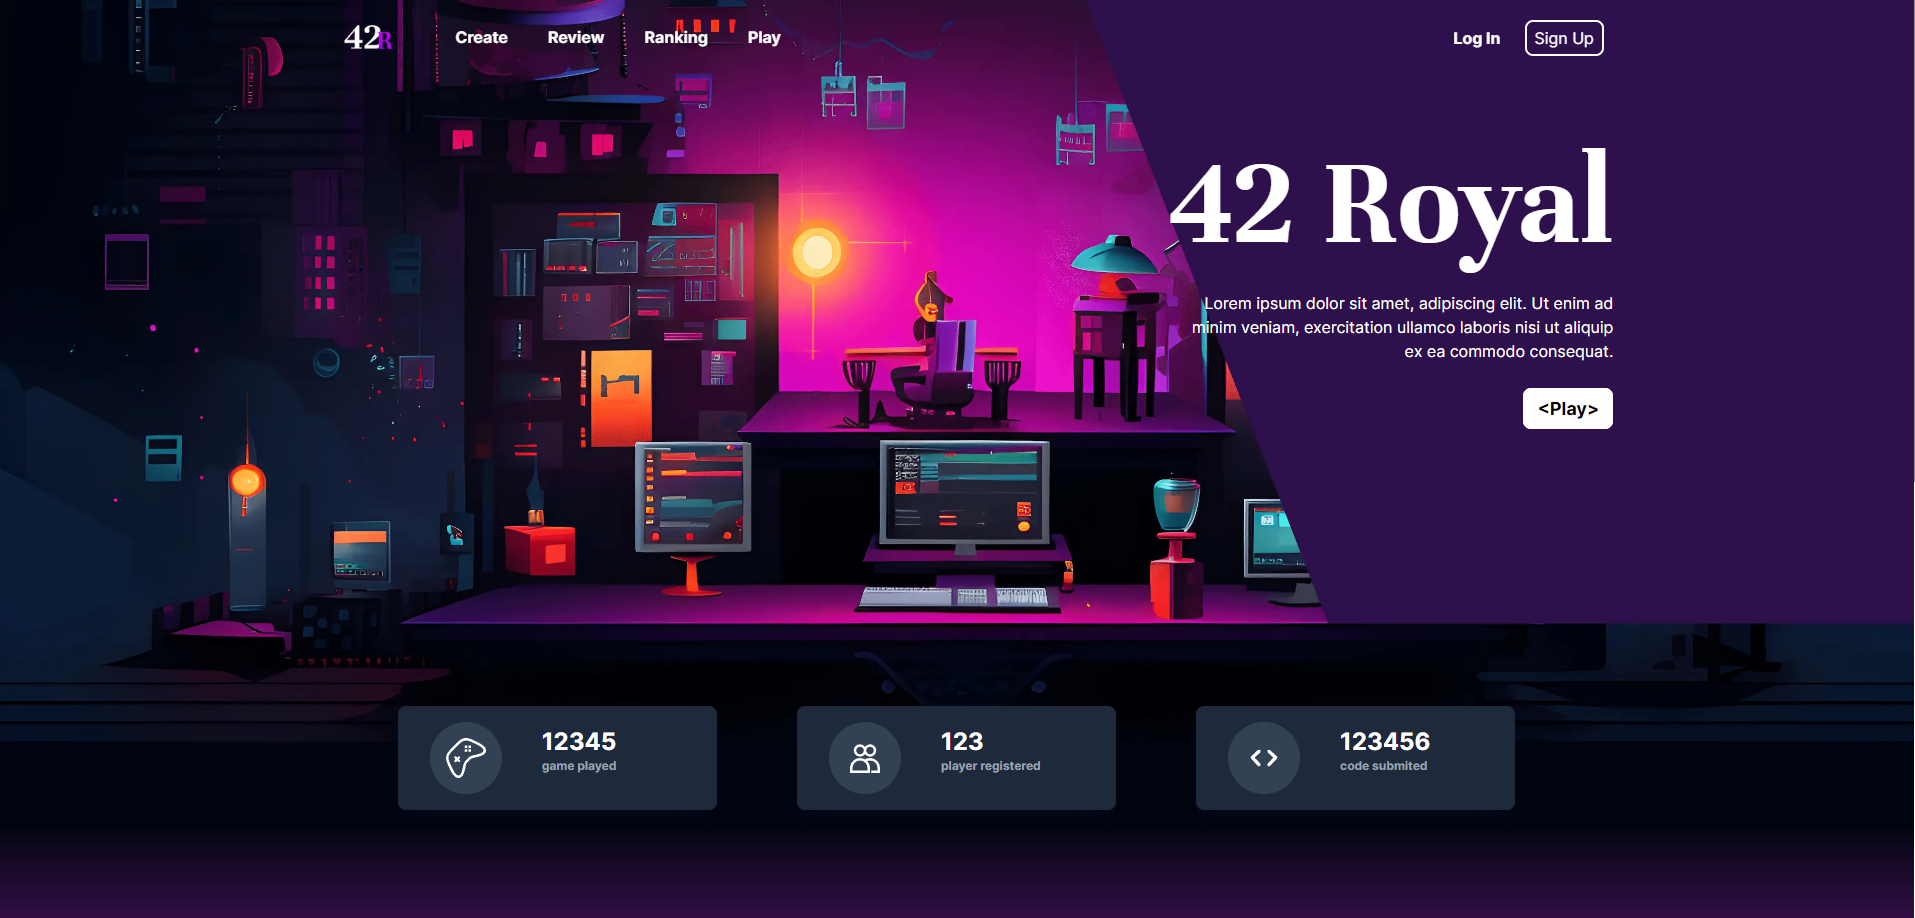 42R
Create Review Ranking Play
Log In Sign Up
42 Royal
Lorem ipsum dolor sit amet, adipiscing elit. Ut enim ad
minim veniam, exercitation ullamco laboris nisi ut aliquip
ex ea commodo consequat.
<Play>
12345
game played
123
player registered
123456
code submited